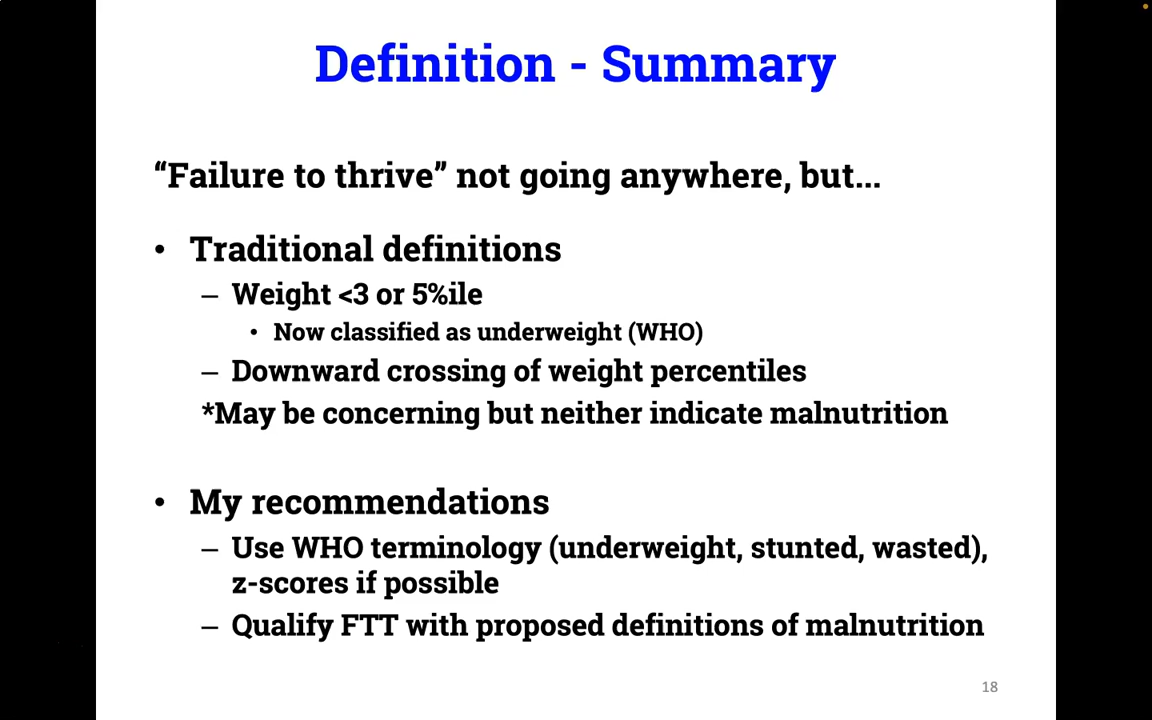 Definition - Summary
“Failure to thrive” not going anywhere, but...
• Traditional definitions
– Weight <3 or 5%ile
• Now classified as underweight (WHO)
– Downward crossing of weight percentiles
*May be concerning but neither indicate malnutrition
• My recommendations
– Use WHO terminology (underweight, stunted, wasted),
z-scores if possible
– Qualify FTT with proposed definitions of malnutrition
18